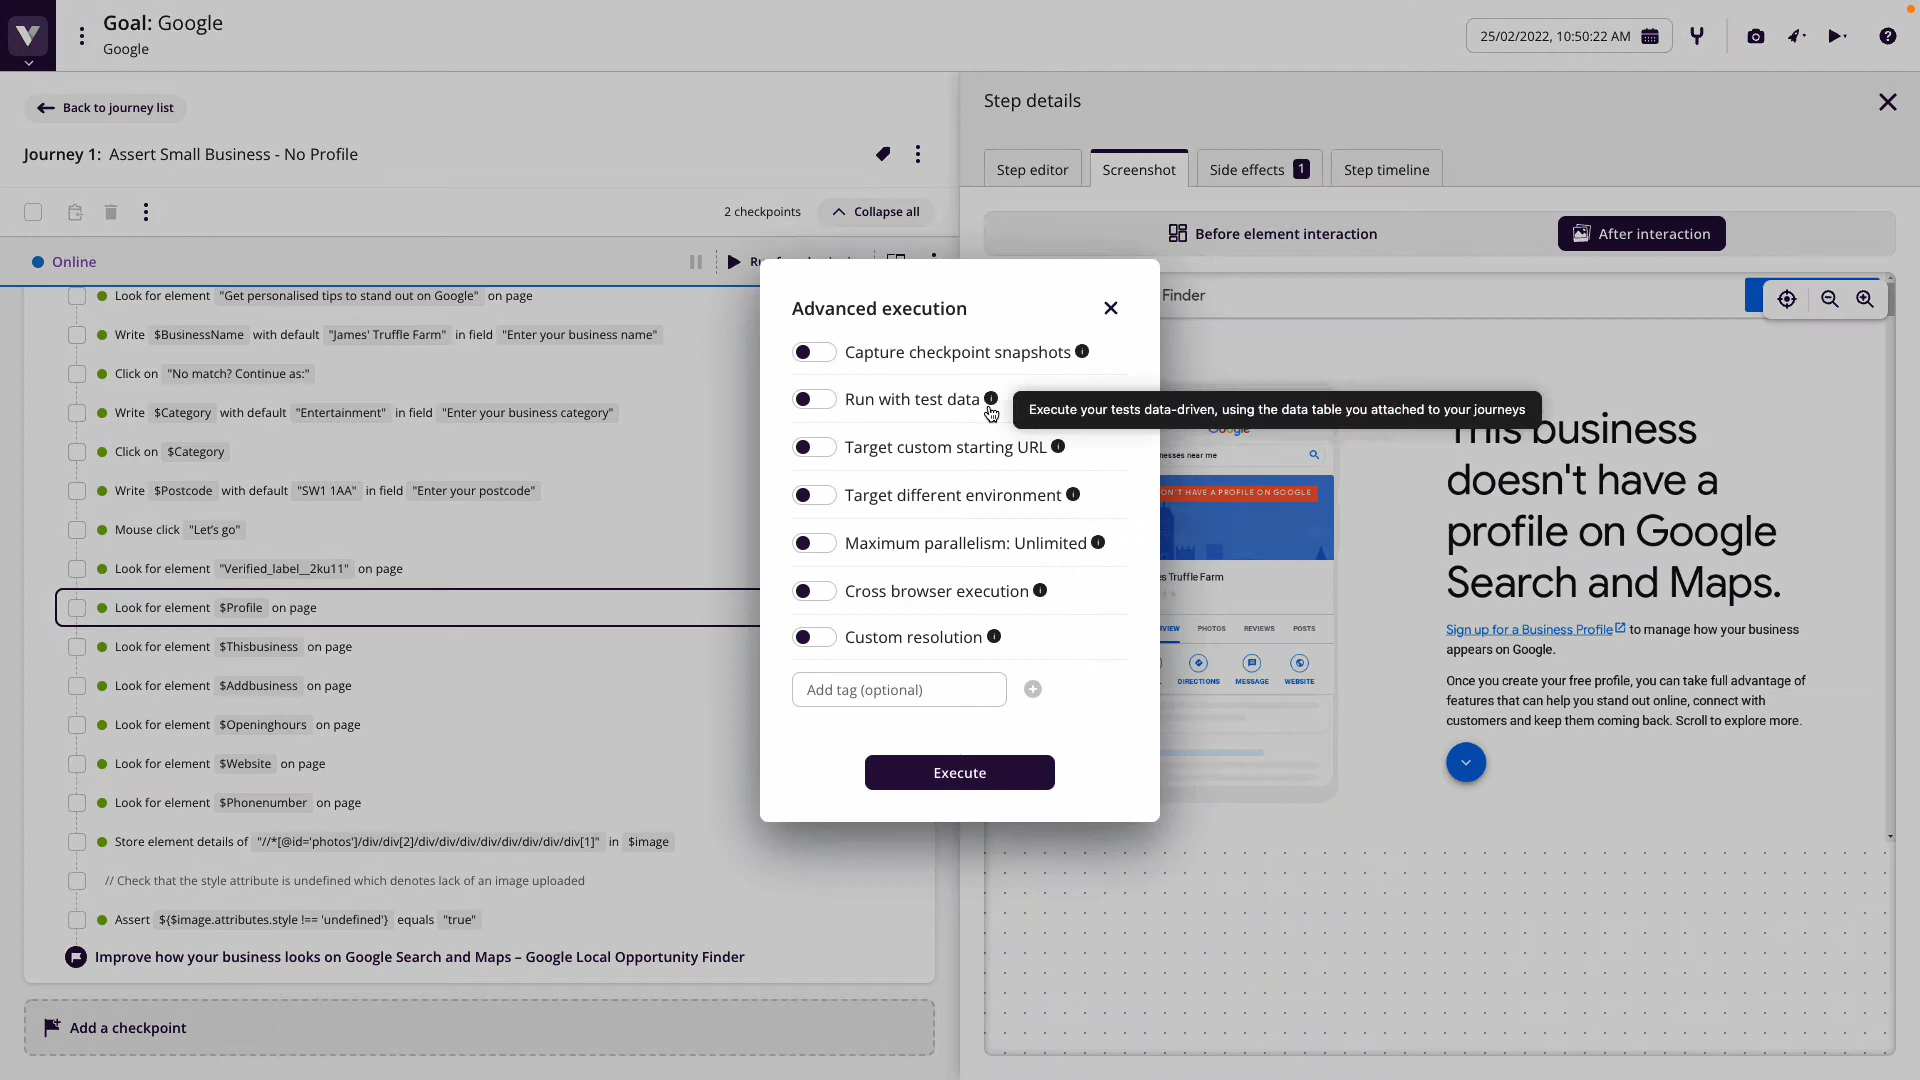 Goal: Google
Google
25/02/2022, 10:50:22 AM
Back to journey list
Journey 1: Assert Small Business - No Profile
2 checkpoints
Collapse all
Online
Look for element "Get personalised tips to stand out on Google" on page
Write $BusinessName with default "James' Truffle Farm" in field "Enter your business name"
Click on "No match? Continue as:"
Write $Category with default "Entertainment" in field "Enter your business category"
Click on $Category
Write $Postcode with default "SW1 1AA" in field "Enter your postcode"
Mouse click "Let's go"
Look for element "Verified_label__2ku11" on page
Look for element $Profile on page
Look for element $Thisbusiness on page
Look for element $Addbusiness on page
Look for element $Openinghours on page
Look for element $Website on page
Look for element $Phonenumber on page
Store element details of "//*[@id='photos']/div/div[2]/div/div/div/div/div/div/div/div[1]" in $image
// Check that the style attribute is undefined which denotes lack of an image uploaded
Assert ${$image.attributes.style !== 'undefined'} equals "true"
Improve how your business looks on Google Search and Maps – Google Local Opportunity Finder
Add a checkpoint
Advanced execution
Capture checkpoint snapshots
Run with test data
Execute your tests data-driven, using the data table you attached to your journeys
Target custom starting URL
Target different environment
Maximum parallelism: Unlimited
Cross browser execution
Custom resolution
Add tag (optional)
Execute
Step details
Step editor
Screenshot
Side effects 1
Step timeline
Before element interaction
After interaction
Finder
Google
nesses near me
ON'T HAVE A PROFILE ON GOOGLE
s Truffle Farm
VIEW PHOTOS REVIEWS POSTS
DIRECTIONS MESSAGE WEBSITE
This business
doesn't have a
profile on Google
Search and Maps.
Sign up for a Business Profile to manage how your business
appears on Google.
Once you create your free profile, you can take full advantage of
features that can help you stand out online, connect with
customers and keep them coming back. Scroll to explore more.